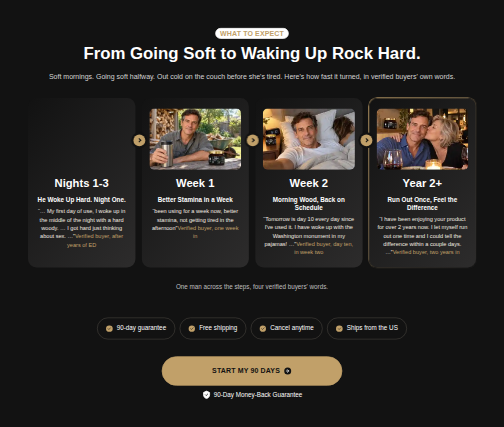 WHAT TO EXPECT
From Going Soft to Waking Up Rock Hard.
Soft mornings. Going soft halfway. Out cold on the couch before she's tired. Here's how fast it turned, in verified buyers' own words.
Nights 1-3
He Woke Up Hard. Night One.
"... My first day of use, I woke up in
the middle of the night with a hard
woody. ... I got hard just thinking
about sex. ..."Verified buyer, after
years of ED
Week 1
Better Stamina in a Week
"been using for a week now, better
stamina, not getting tired in the
afternoon"Verified buyer, one week
in
Week 2
Morning Wood, Back on
Schedule
"Tomorrow is day 10 every day since
I've used it. I have woke up with the
Washington monument in my
pajamas! ..."Verified buyer, day ten,
in week two
Year 2+
Run Out Once, Feel the
Difference
"I have been enjoying your product
for over 2 years now. I let myself run
out one time and I could tell the
difference within a couple days.
..."Verified buyer, two years in
One man across the steps, four verified buyers' words.
90-day guarantee
Free shipping
Cancel anytime
Ships from the US
START MY 90 DAYS
90-Day Money-Back Guarantee